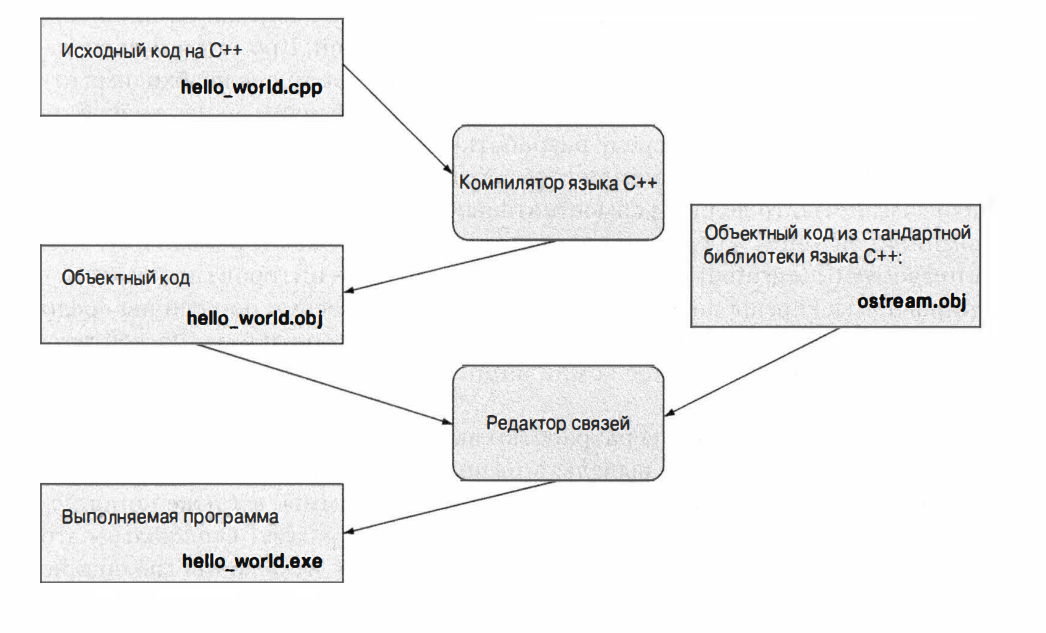 Исходный код на C++
hello_world.cpp
Компилятор языка C++
Объектный код из стандартной
библиотеки языка C++:
ostream.obj
Объектный код
hello_world.obj
Редактор связей
Выполняемая программа
hello_world.exe